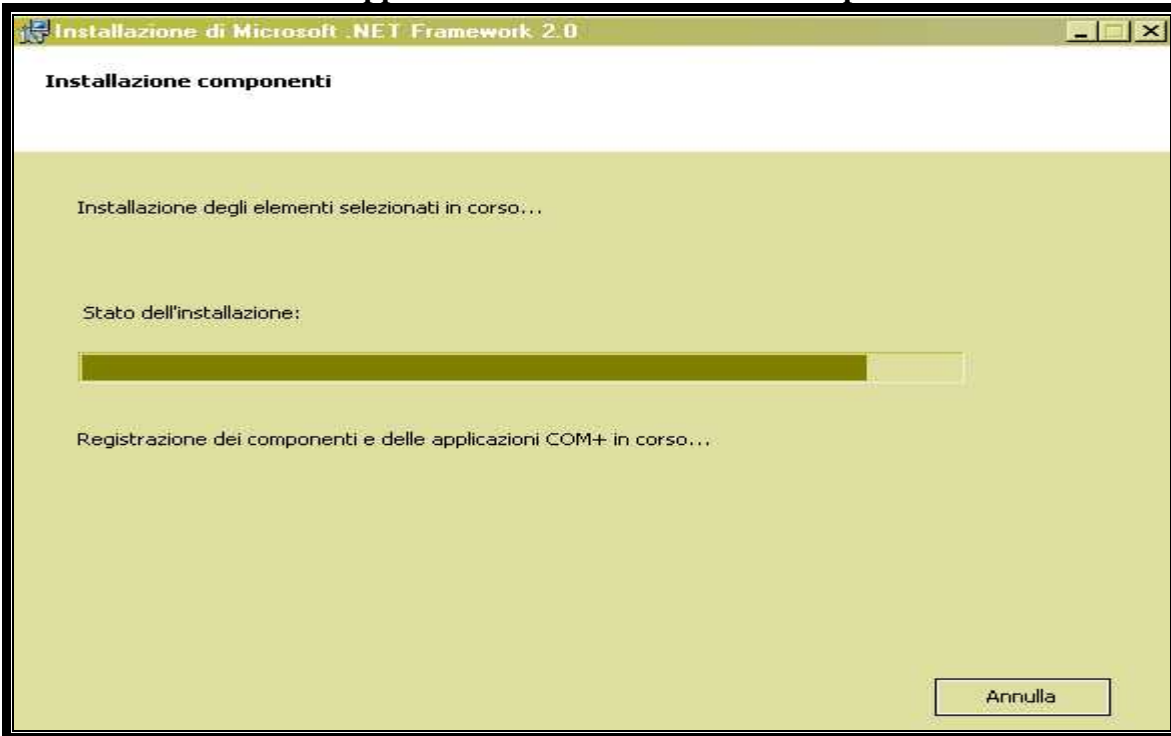 Installazione di Microsoft .NET Framework 2.0
Installazione componenti
Installazione degli elementi selezionati in corso...
Stato dell'installazione:
Registrazione dei componenti e delle applicazioni COM+ in corso...
Annulla